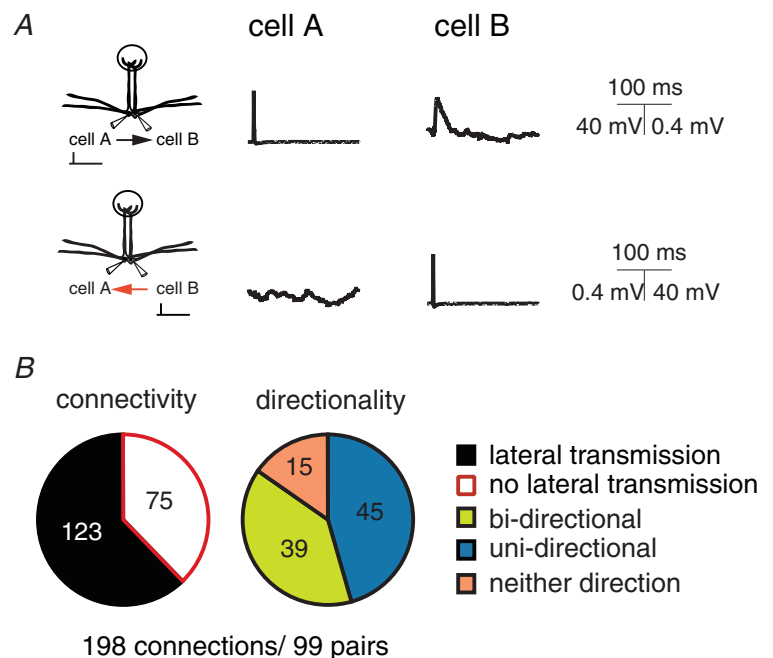 A
cell A
cell B
cell A
cell B
100 ms
40 mV 0.4 mV
cell A
cell B
100 ms
0.4 mV 40 mV
B
connectivity
directionality
123
75
15
45
39
lateral transmission
no lateral transmission
bi-directional
uni-directional
neither direction
198 connections/ 99 pairs